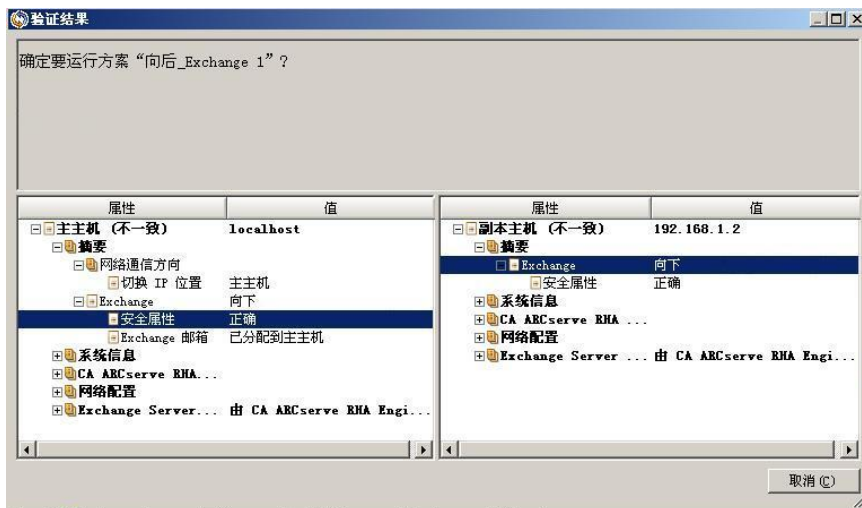 验证结果
确定要运行方案“向后_Exchange 1”?
属性 值
主主机 (不一致) localhost
摘要
网络通信方向
切换 IP 位置 主主机
Exchange 向下
安全属性 正确
Exchange 邮箱 已分配到主主机
系统信息
CA ARCserve RHA...
网络配置
Exchange Server... 由 CA ARCserve RHA Engi...
属性 值
副本主机 (不一致) 192.168.1.2
摘要
Exchange 向下
安全属性 正确
系统信息
CA ARCserve RHA ...
网络配置
Exchange Server ... 由 CA ARCserve RHA Engi...
取消(C)